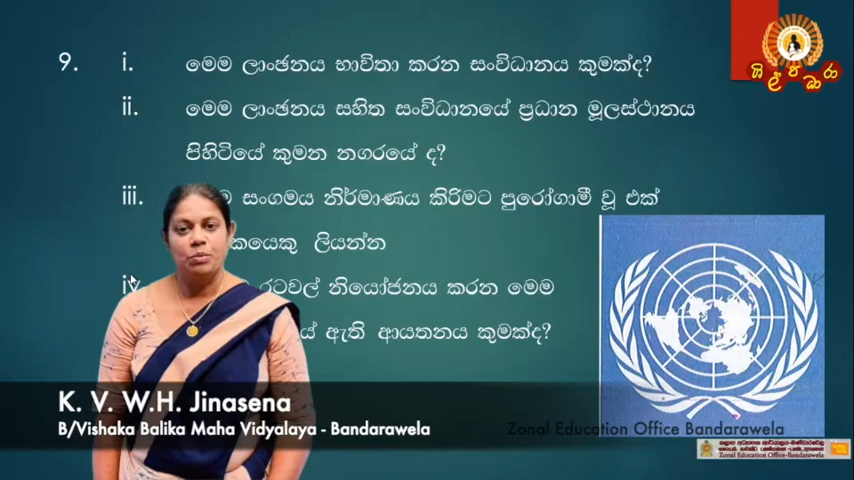 9. i. මෙම ලාංඡනය භාවිතා කරන සංවිධානය කුමක්ද?
ii. මෙම ලාංඡනය සහිත සංවිධානයේ ප්‍රධාන මූලස්ථානය
පිහිටියේ කුමන නගරයේ ද?
iii. සංගමය නිර්මාණය කිරිමට පුරෝගාමී වූ එක්
ලියන්න
iv. රටවල් නියෝජනය කරන මෙම
ඇති ආයතනය කුමක්ද?
ශිල්ප භාරා
K. V. W.H. Jinasena
B/Vishaka Balika Maha Vidyalaya - Bandarawela
Zonal Education Office Bandarawela
Zonal Education Office-Bandarawela